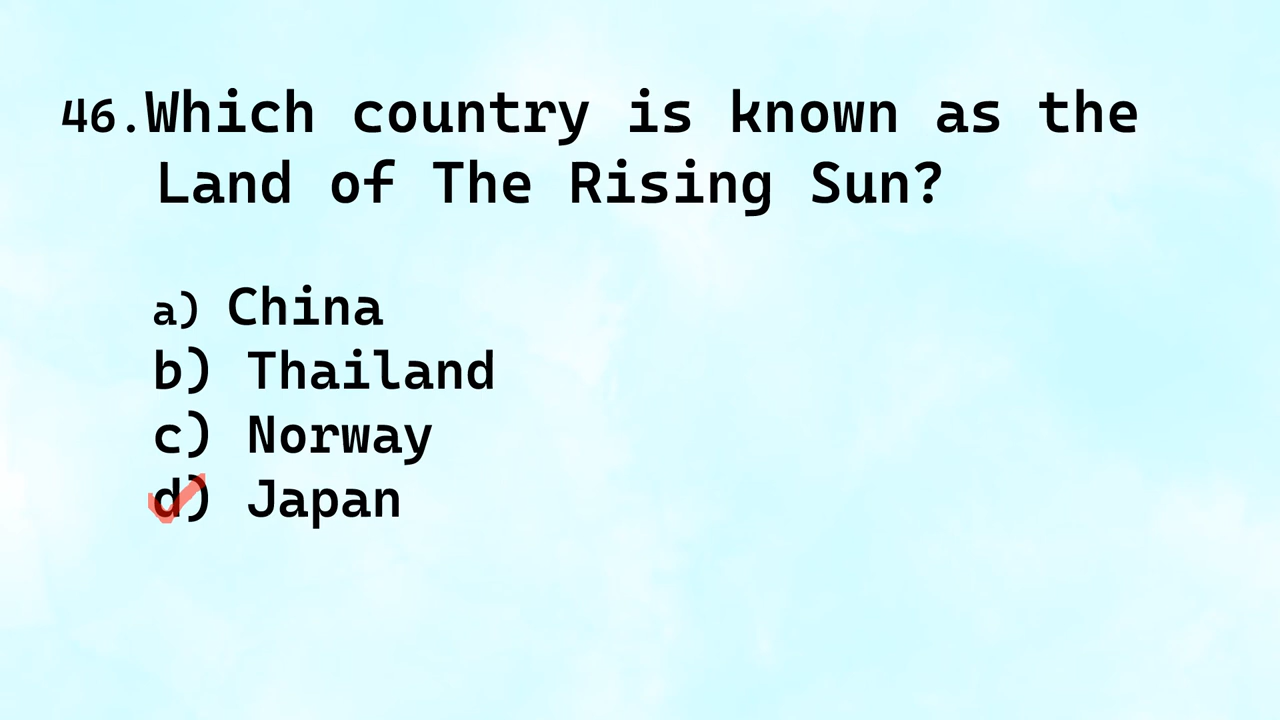 46.Which country is known as the
Land of The Rising Sun?
a) China
b) Thailand
c) Norway
d) Japan